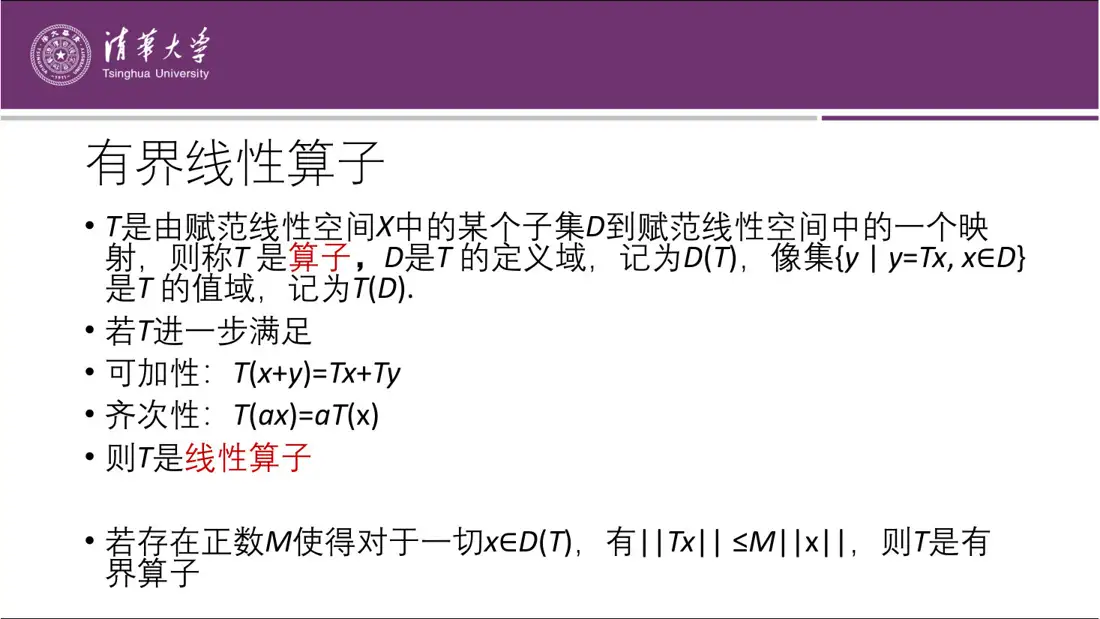 清华大学
Tsinghua University
有界线性算子
• T是由赋范线性空间X中的某个子集D到赋范线性空间中的一个映
射，则称T 是算子，D是T 的定义域，记为D(T)，像集{y | y=Tx, x∈D}
是T 的值域，记为T(D).
• 若T进一步满足
• 可加性：T(x+y)=Tx+Ty
• 齐次性：T(ax)=aT(x)
• 则T是线性算子
• 若存在正数M使得对于一切x∈D(T)，有||Tx|| ≤M||x||，则T是有
界算子